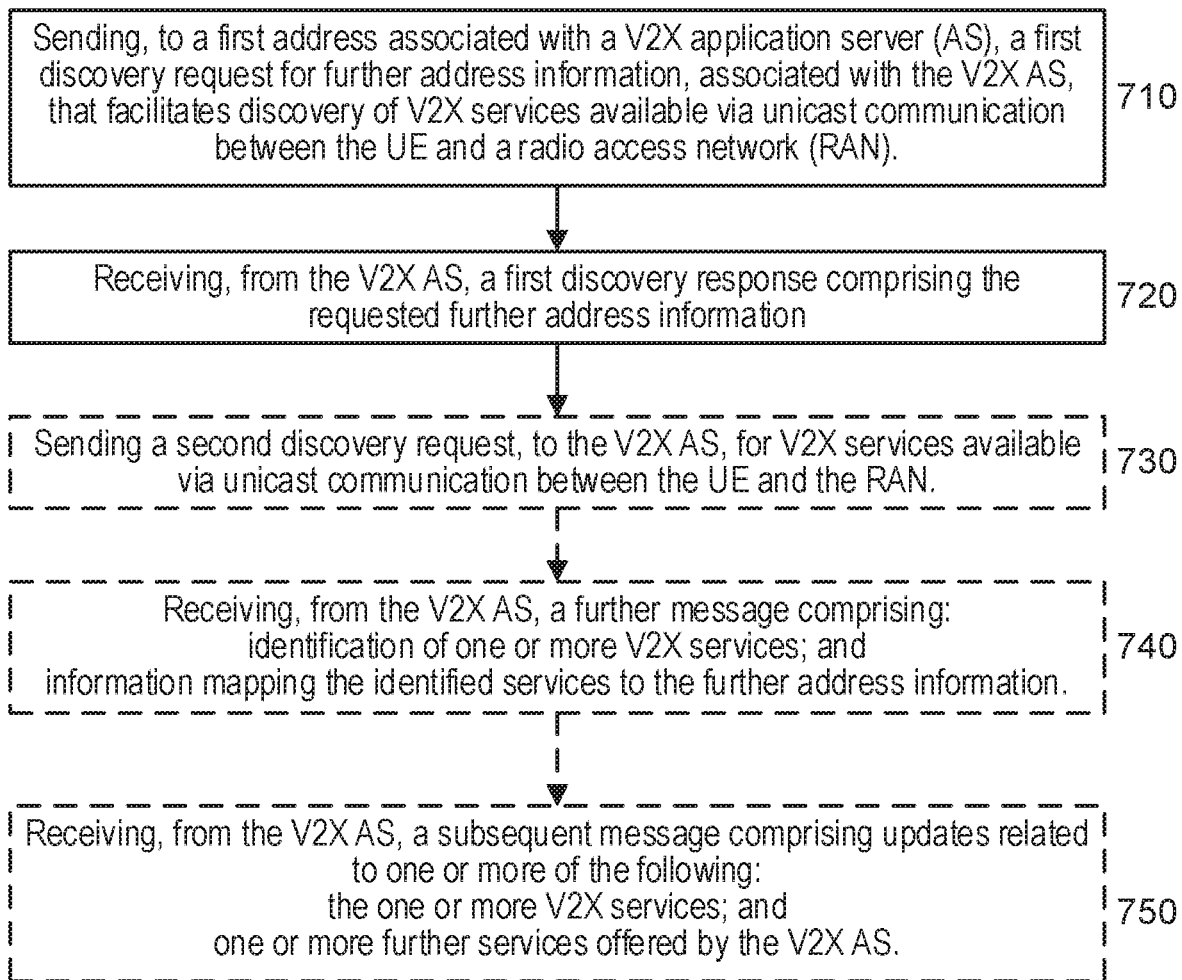 Sending, to a first address associated with a V2X application server (AS), a first
discovery request for further address information, associated with the V2X AS,
that facilitates discovery of V2X services available via unicast communication
between the UE and a radio access network (RAN).
710
Receiving, from the V2X AS, a first discovery response comprising the
requested further address information
720
Sending a second discovery request, to the V2X AS, for V2X services available
via unicast communication between the UE and the RAN.
730
Receiving, from the V2X AS, a further message comprising:
identification of one or more V2X services; and
information mapping the identified services to the further address information.
740
Receiving, from the V2X AS, a subsequent message comprising updates related
to one or more of the following:
the one or more V2X services; and
one or more further services offered by the V2X AS.
750